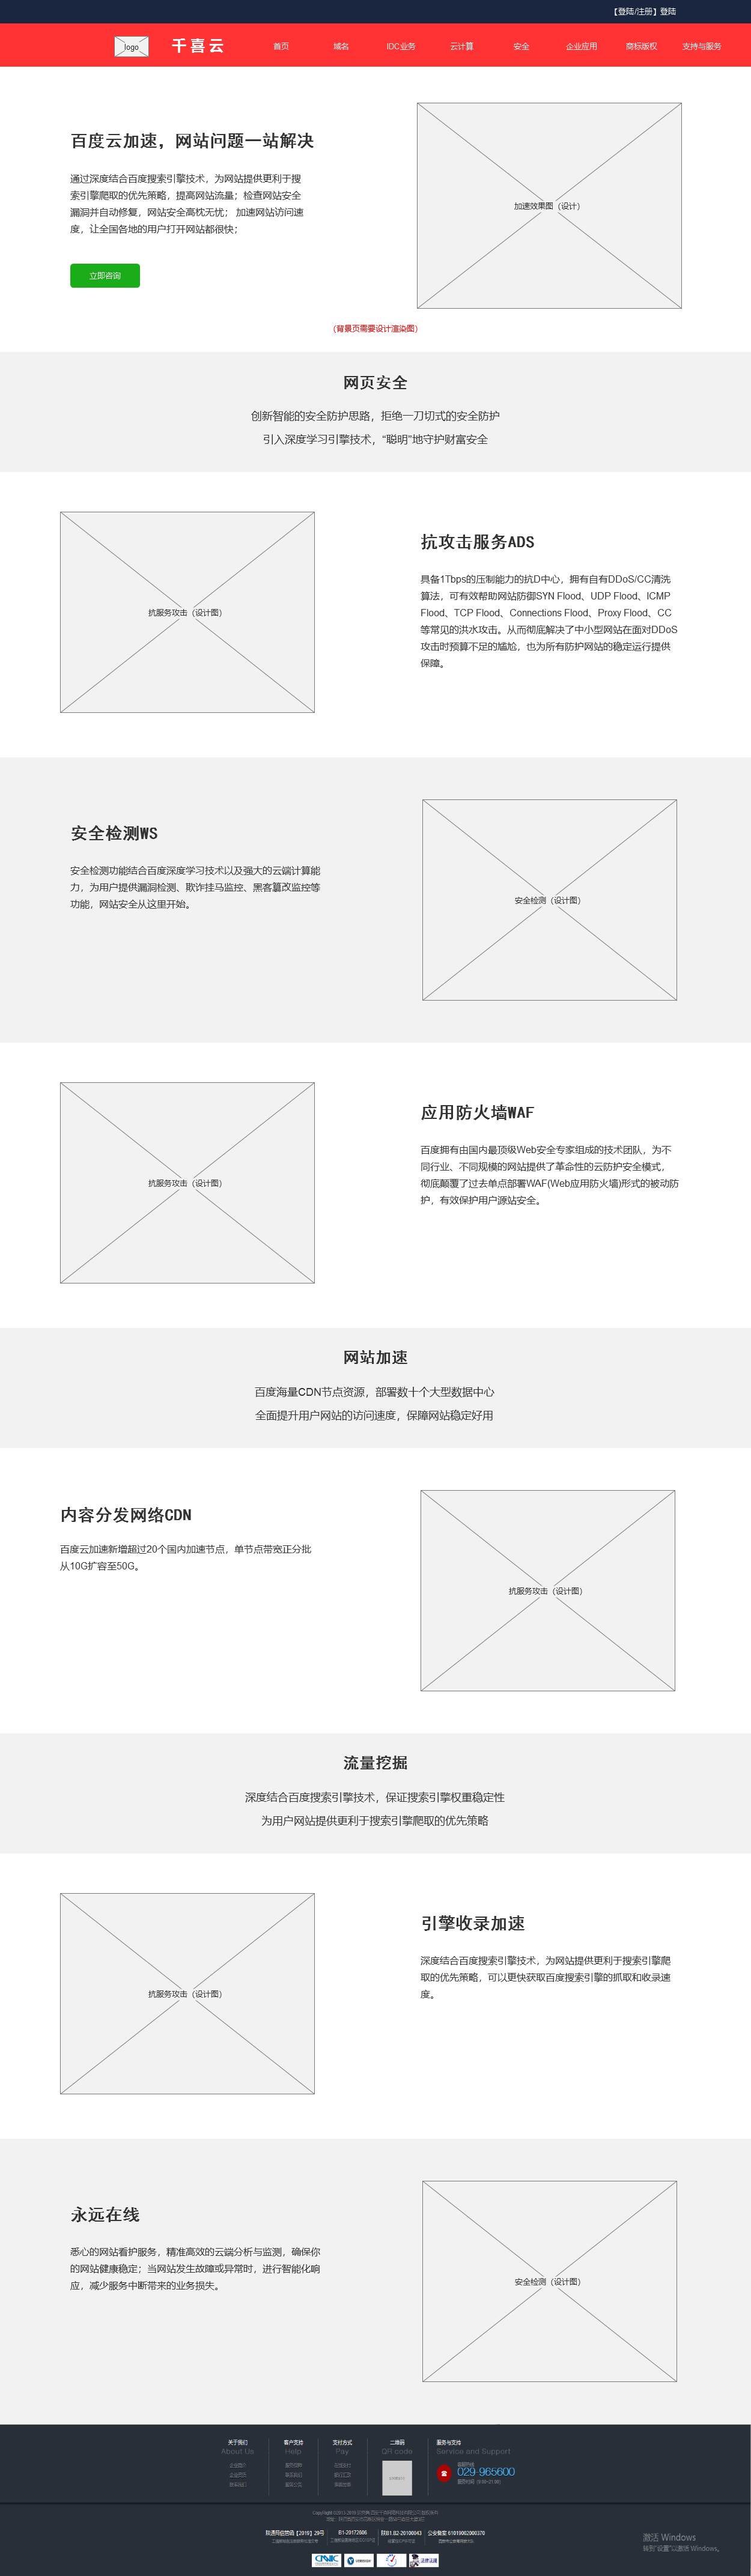 【登陆/注册】登陆
logo
千喜云
首页 域名 IDC业务 云计算 安全 企业应用 商标版权 支持与服务
百度云加速，网站问题一站解决
通过深度结合百度搜索引擎技术，为网站提供更利于搜
索引擎爬取的优先策略，提高网站流量；检查网站安全
漏洞并自动修复，网站安全高枕无忧； 加速网站访问速
度，让全国各地的用户打开网站都很快；
立即咨询
加速效果图（设计）
（背景页需要设计渲染图）
网页安全
创新智能的安全防护思路，拒绝一刀切式的安全防护
引入深度学习引擎技术，“聪明”地守护财富安全
抗服务攻击（设计图）
抗攻击服务ADS
具备1Tbps的压制能力的抗D中心，拥有自有DDoS/CC清洗
算法，可有效帮助网站防御SYN Flood、UDP Flood、ICMP
Flood、TCP Flood、Connections Flood、Proxy Flood、CC
等常见的洪水攻击。从而彻底解决了中小型网站在面对DDoS
攻击时预算不足的尴尬，也为所有防护网站的稳定运行提供
保障。
安全检测WS
安全检测功能结合百度深度学习技术以及强大的云端计算能
力，为用户提供漏洞检测、欺诈挂马监控、黑客篡改监控等
功能，网站安全从这里开始。
安全检测（设计图）
抗服务攻击（设计图）
应用防火墙WAF
百度拥有由国内最顶级Web安全专家组成的技术团队，为不
同行业、不同规模的网站提供了革命性的云防护安全模式，
彻底颠覆了过去单点部署WAF(Web应用防火墙)形式的被动防
护，有效保护用户源站安全。
网站加速
百度海量CDN节点资源，部署数十个大型数据中心
全面提升用户网站的访问速度，保障网站稳定好用
内容分发网络CDN
百度云加速新增超过20个国内加速节点，单节点带宽正分批
从10G扩容至50G。
抗服务攻击（设计图）
流量挖掘
深度结合百度搜索引擎技术，保证搜索引擎权重稳定性
为用户网站提供更利于搜索引擎爬取的优先策略
抗服务攻击（设计图）
引擎收录加速
深度结合百度搜索引擎技术，为网站提供更利于搜索引擎爬
取的优先策略，可以更快获取百度搜索引擎的抓取和收录速
度。
永远在线
悉心的网站看护服务，精准高效的云端分析与监测，确保你
的网站健康稳定；当网站发生故障或异常时，进行智能化响
应，减少服务中断带来的业务损失。
安全检测（设计图）
关于我们 客户支持 支付方式 二维码 服务与支持
About Us Help Pay QR code Service and Support
029-965600
激活 Windows
转到“设置”以激活 Windows。